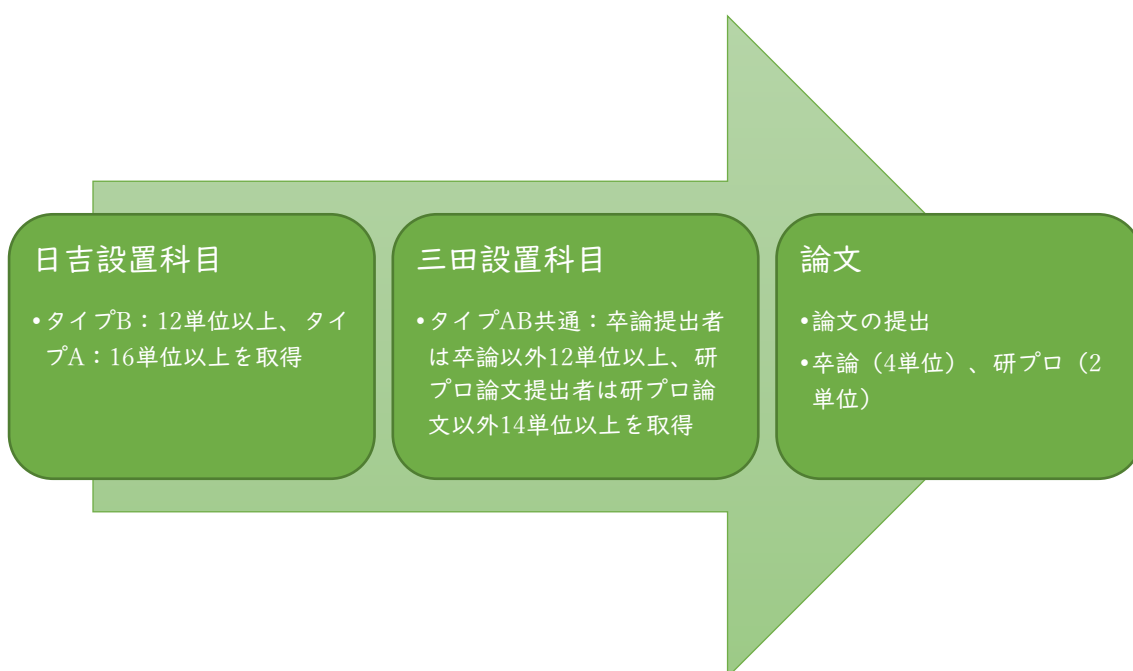 日吉設置科目
•タイプB：12単位以上、タイ
プA：16単位以上を取得
三田設置科目
•タイプAB共通：卒論提出者
は卒論以外12単位以上、研
プロ論文提出者は研プロ論
文以外14単位以上を取得
論文
•論文の提出
•卒論（4単位）、研プロ（2
単位）